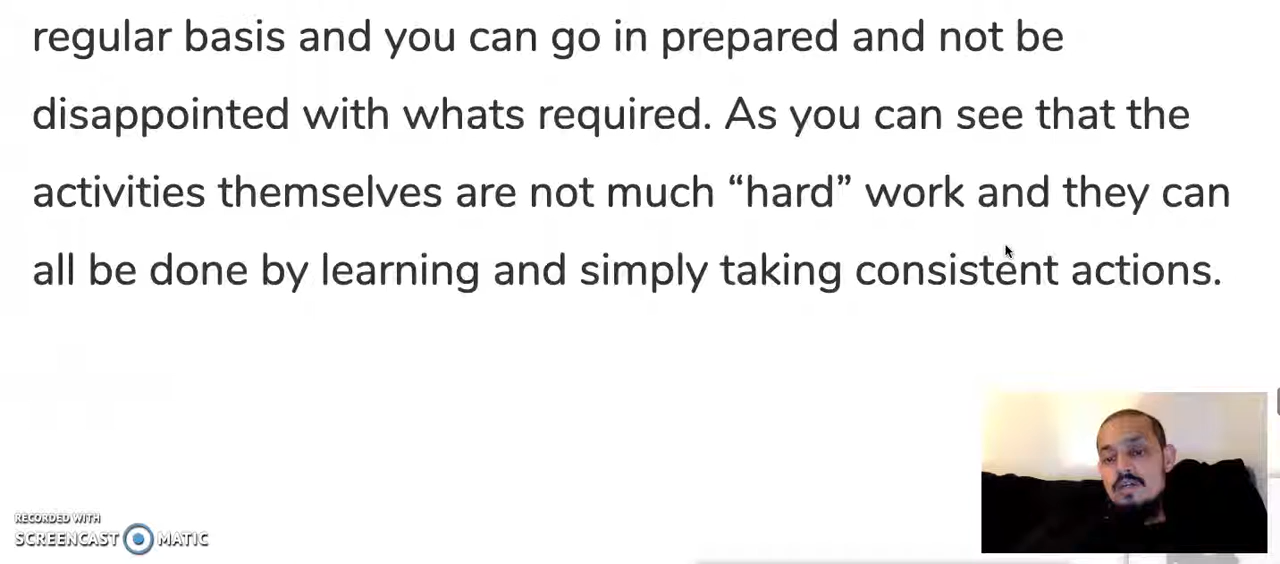 regular basis and you can go in prepared and not be
disappointed with whats required. As you can see that the
activities themselves are not much “hard” work and they can
all be done by learning and simply taking consistent actions.
RECORDED WITH
SCREENCAST MATIC